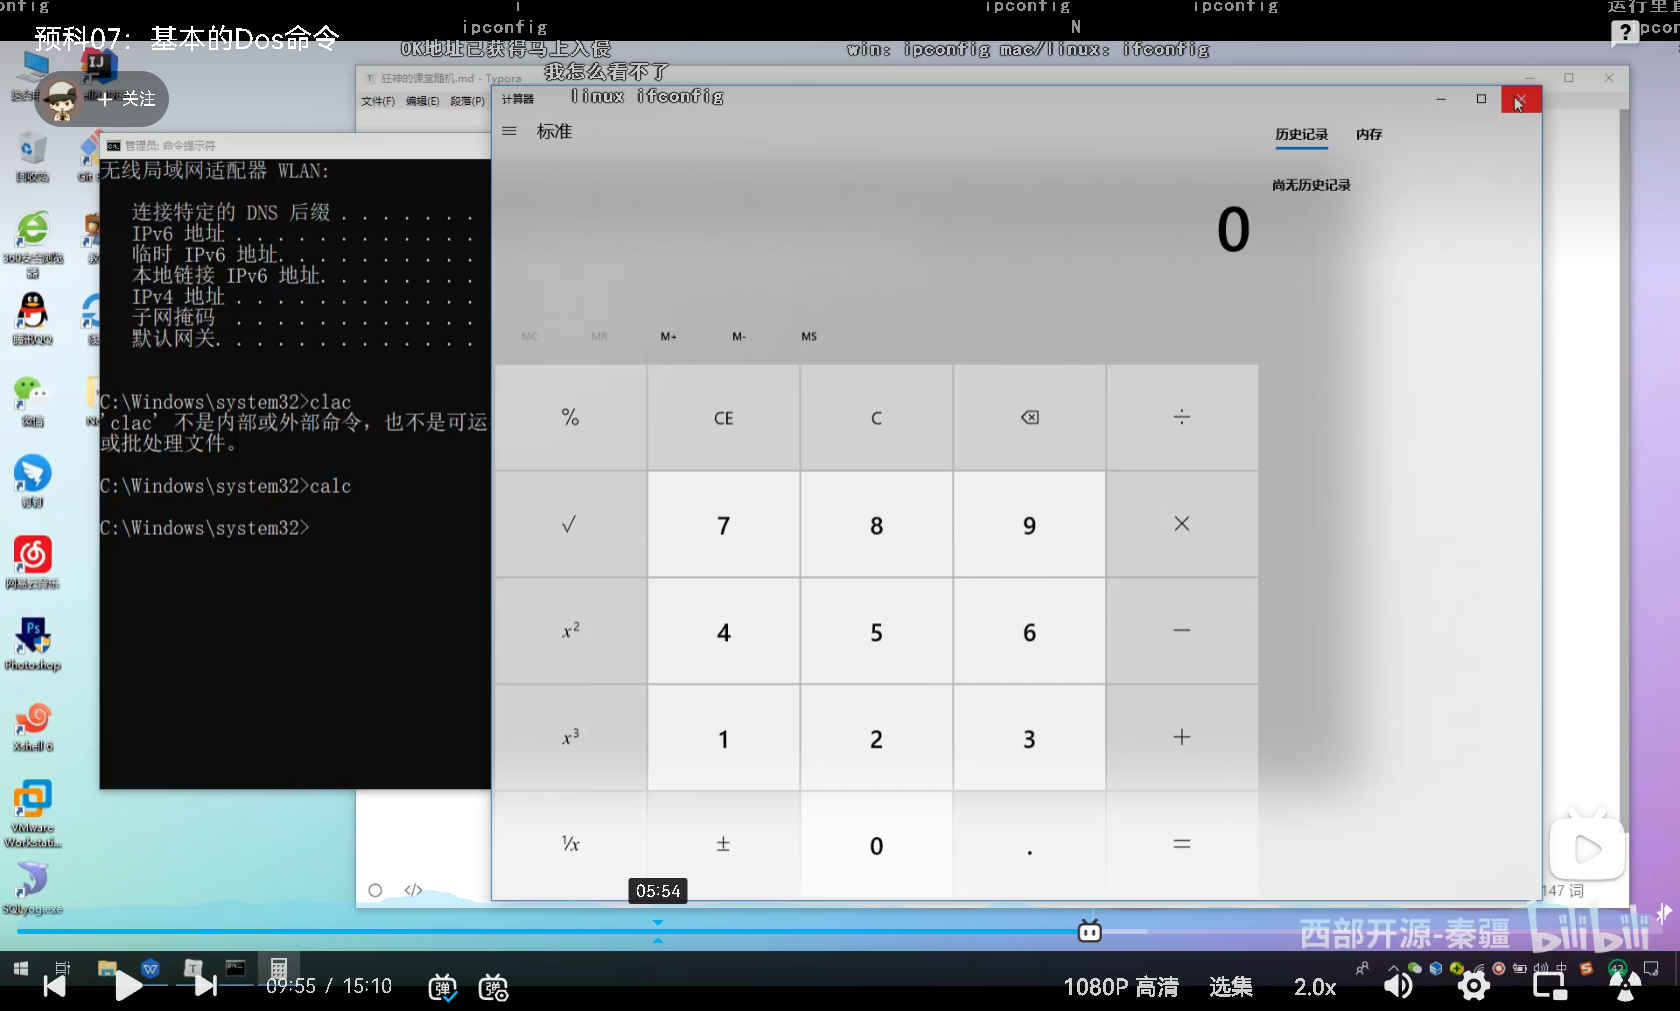 ipconfig
ipconfig
ipconfig
ipconfig
N
预科07：基本的Dos命令
OK地址已获得马上入侵
win: ipconfig mac/linux: ifconfig
我怎么看不了
linux ifconfig
+ 关注
狂神的课堂随机.md - Typora
文件(F) 编辑(E) 段落(P)
计算器
标准
历史记录 内存
尚无历史记录
0
MC MR M+ M- MS
% CE C ÷
√ 7 8 9 ×
x² 4 5 6 −
x³ 1 2 3 +
¹/x ± 0 . =
管理员: 命令提示符
无线局域网适配器 WLAN:
连接特定的 DNS 后缀 . . . . . . .
IPv6 地址 . . . . . . . . . . . .
临时 IPv6 地址. . . . . . . . . .
本地链接 IPv6 地址. . . . . . . .
IPv4 地址 . . . . . . . . . . . .
子网掩码 . . . . . . . . . . . .
默认网关. . . . . . . . . . . . .
C:\Windows\system32>clac
'clac' 不是内部或外部命令，也不是可运
或批处理文件。
C:\Windows\system32>calc
C:\Windows\system32>
回收站
360安全浏览器
腾讯QQ
微信
钉钉
网易云音乐
Photoshop
Xshell 6
VMware Workstati...
SQLyog.exe
147 词
05:54
西部开源-秦疆
bilibili
09:55 / 15:10
1080P 高清 选集 2.0x